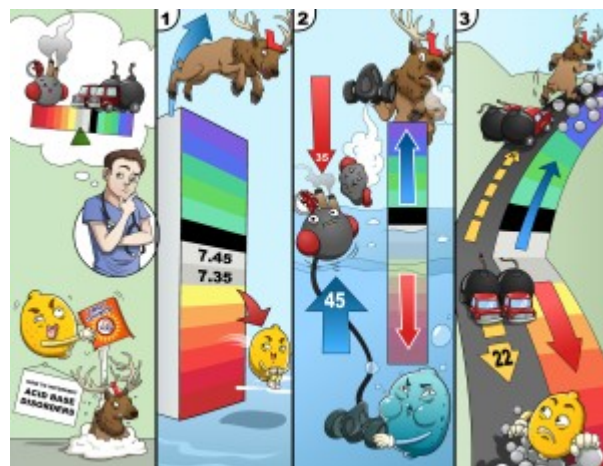 HOW TO INTERPRET
ACID BASE
DISORDERS
1
7.45
7.35
2
35
45
3
22